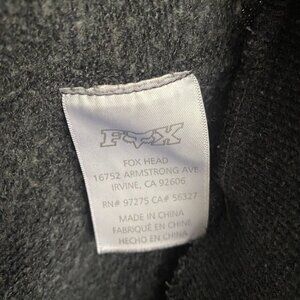 FOX
FOX HEAD
16752 ARMSTRONG AVE
IRVINE, CA 92606
RN# 97275 CA# 56327
MADE IN CHINA
FABRIQUÉ EN CHINE
HECHO EN CHINA